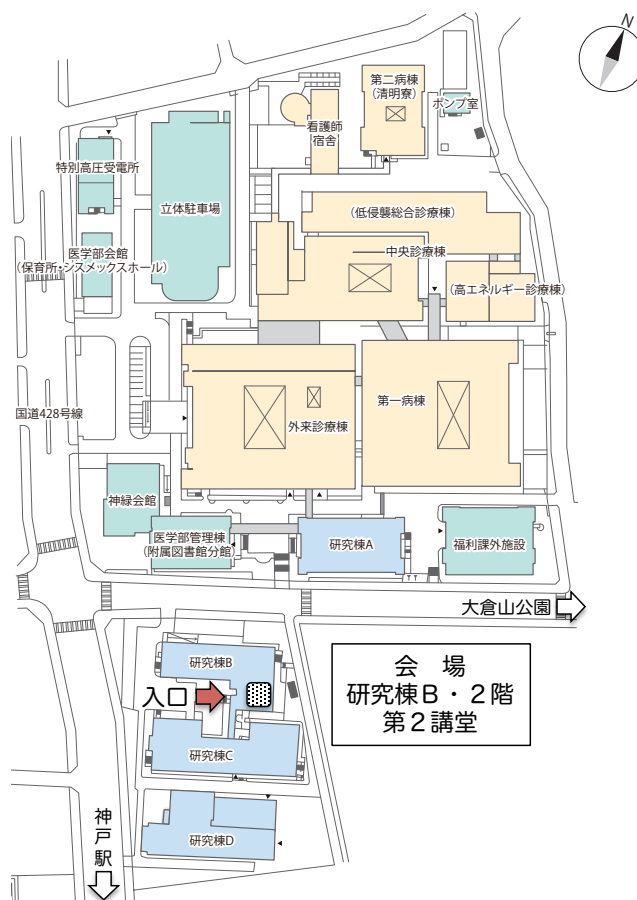 N
第二病棟
(清明寮)
ポンプ室
看護師
宿舎
特別高圧受電所
立体駐車場
(低侵襲総合診療棟)
医学部会館
(保育所・シスメックスホール)
中央診療棟
(高エネルギー診療棟)
国道428号線
第一病棟
外来診療棟
神緑会館
医学部管理棟
(附属図書館分館)
研究棟A
福利課外施設
大倉山公園
研究棟B
入口
会 場
研究棟B・2階
第2講堂
研究棟C
神戸駅
研究棟D